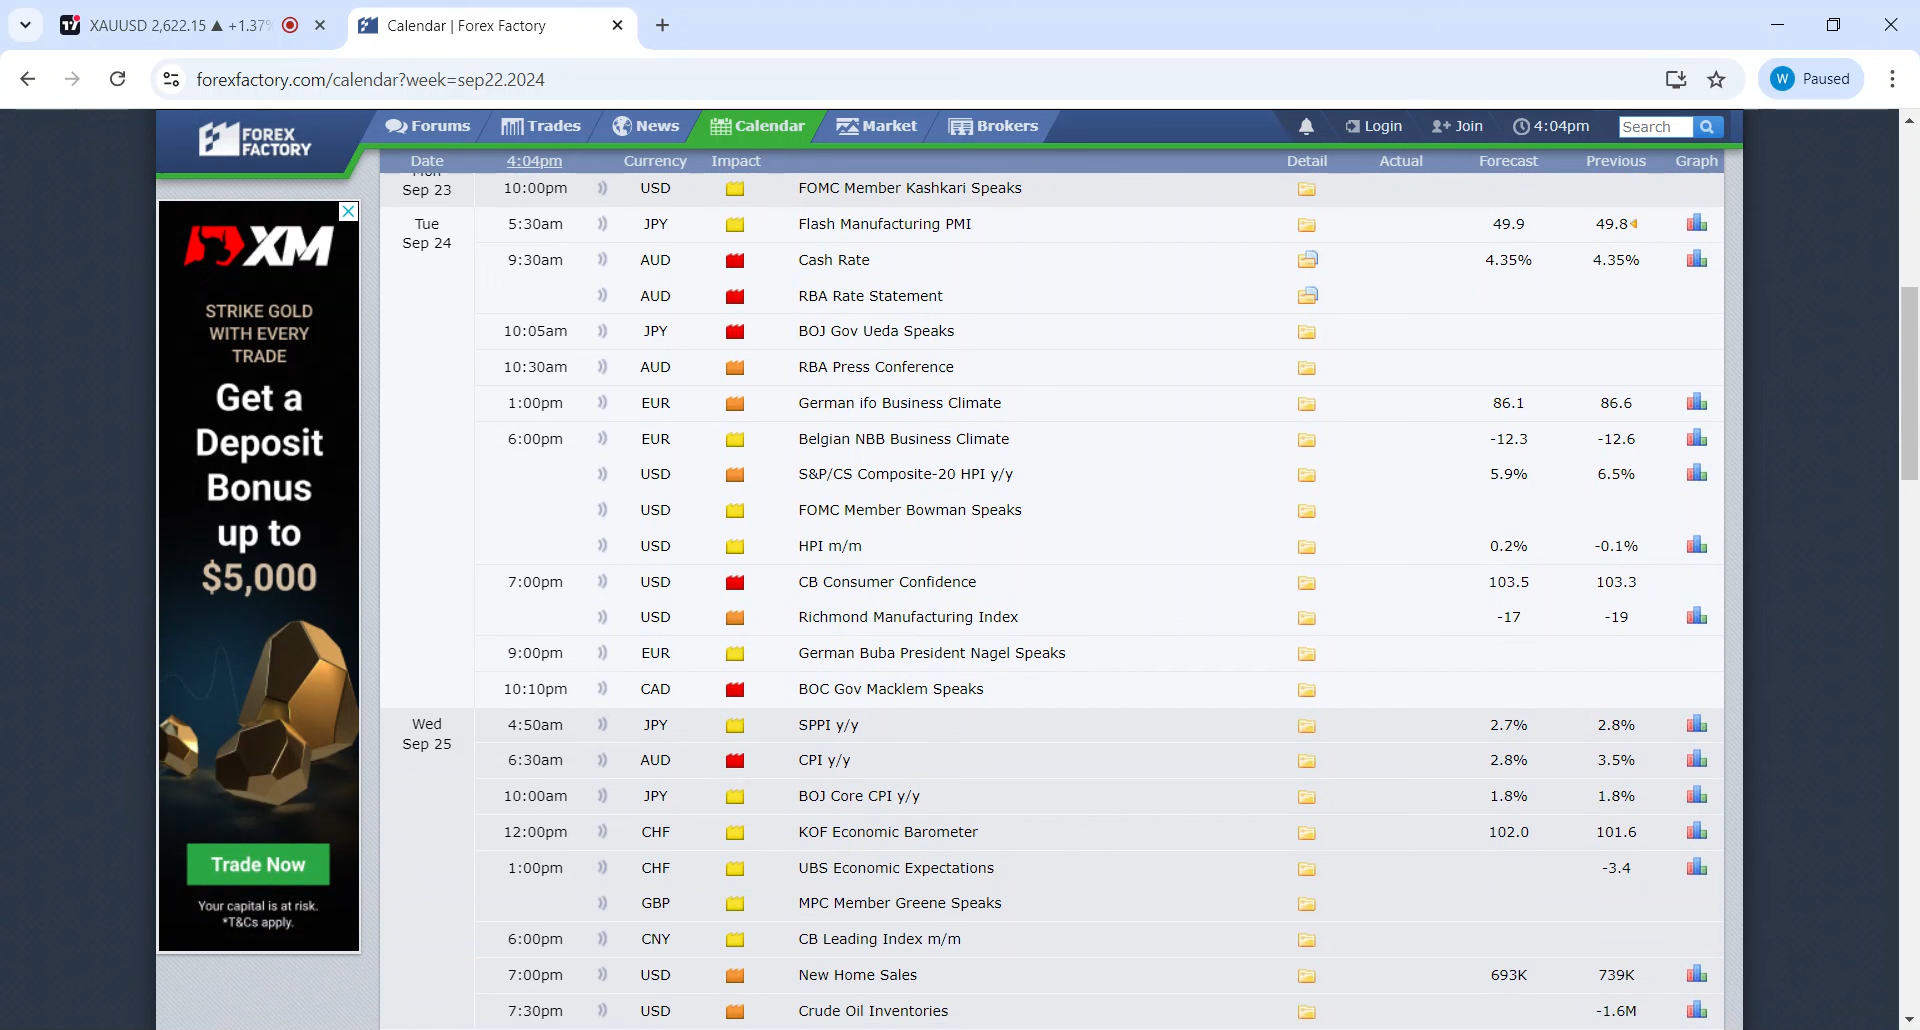 XAUUSD 2,622.15 ▲ +1.37%
Calendar | Forex Factory
forexfactory.com/calendar?week=sep22.2024
W Paused
FOREX FACTORY
Forums Trades News Calendar Market Brokers Login Join 4:04pm Search
Date 4:04pm Currency Impact Detail Actual Forecast Previous Graph
Mon
Sep 23 10:00pm USD FOMC Member Kashkari Speaks
Tue
Sep 24
5:30am JPY Flash Manufacturing PMI 49.9 49.8
9:30am AUD Cash Rate 4.35% 4.35%
AUD RBA Rate Statement
10:05am JPY BOJ Gov Ueda Speaks
10:30am AUD RBA Press Conference
1:00pm EUR German ifo Business Climate 86.1 86.6
6:00pm EUR Belgian NBB Business Climate -12.3 -12.6
USD S&P/CS Composite-20 HPI y/y 5.9% 6.5%
USD FOMC Member Bowman Speaks
USD HPI m/m 0.2% -0.1%
7:00pm USD CB Consumer Confidence 103.5 103.3
USD Richmond Manufacturing Index -17 -19
9:00pm EUR German Buba President Nagel Speaks
10:10pm CAD BOC Gov Macklem Speaks
Wed
Sep 25
4:50am JPY SPPI y/y 2.7% 2.8%
6:30am AUD CPI y/y 2.8% 3.5%
10:00am JPY BOJ Core CPI y/y 1.8% 1.8%
12:00pm CHF KOF Economic Barometer 102.0 101.6
1:00pm CHF UBS Economic Expectations -3.4
GBP MPC Member Greene Speaks
6:00pm CNY CB Leading Index m/m
7:00pm USD New Home Sales 693K 739K
7:30pm USD Crude Oil Inventories -1.6M
XM
STRIKE GOLD
WITH EVERY
TRADE
Get a
Deposit
Bonus
up to
$5,000
Trade Now
Your capital is at risk.
*T&Cs apply.